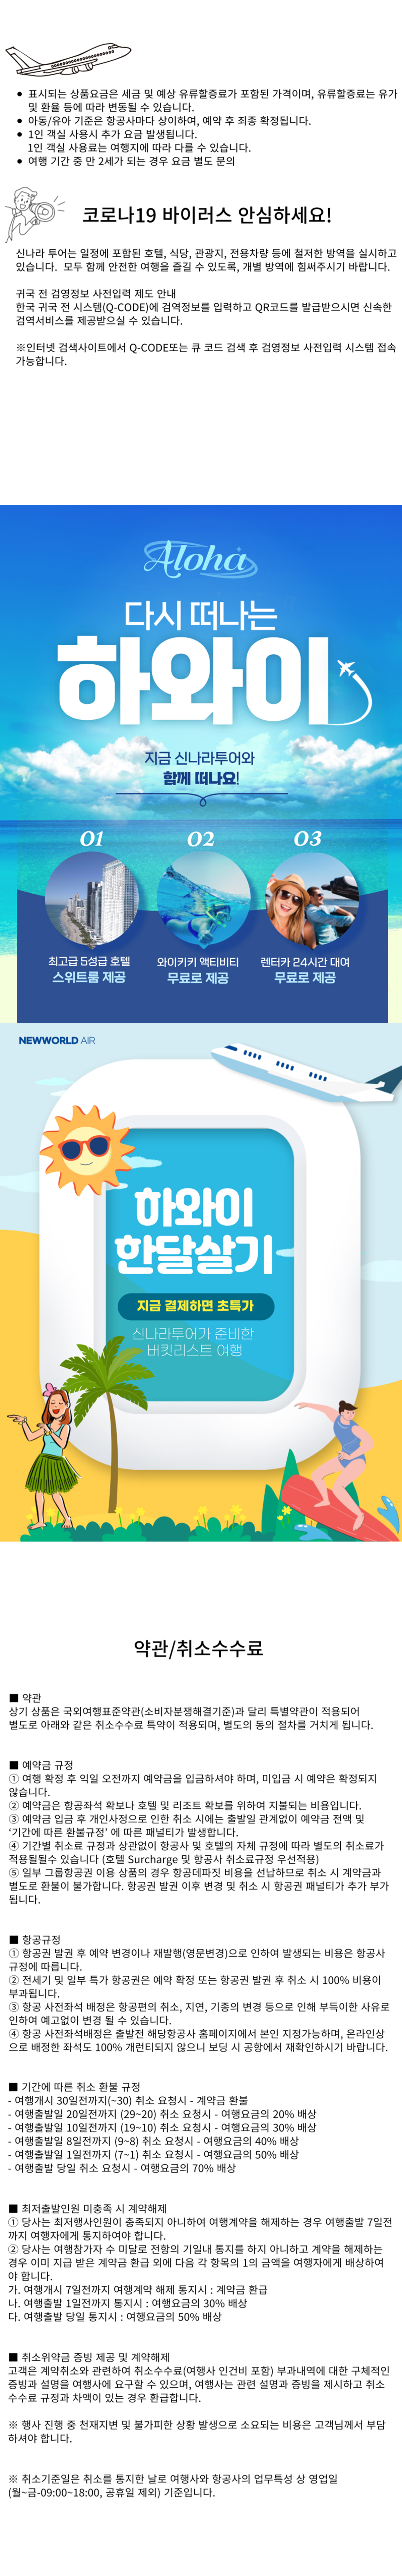 ● 표시되는 상품요금은 세금 및 예상 유류할증료가 포함된 가격이며, 유류할증료는 유가
및 환율 등에 따라 변동될 수 있습니다.
● 아동/유아 기준은 항공사마다 상이하여, 예약 후 최종 확정됩니다.
● 1인 객실 사용시 추가 요금 발생됩니다.
1인 객실 사용료는 여행지에 따라 다를 수 있습니다.
● 여행 기간 중 만 2세가 되는 경우 요금 별도 문의
코로나19 바이러스 안심하세요!
신나라 투어는 일정에 포함된 호텔, 식당, 관광지, 전용차량 등에 철저한 방역을 실시하고
있습니다. 모두 함께 안전한 여행을 즐길 수 있도록, 개별 방역에 힘써주시기 바랍니다.
귀국 전 검영정보 사전입력 제도 안내
한국 귀국 전 시스템(Q-CODE)에 검역정보를 입력하고 QR코드를 발급받으시면 신속한
검역서비스를 제공받으실 수 있습니다.
※인터넷 검색사이트에서 Q-CODE또는 큐 코드 검색 후 검영정보 사전입력 시스템 접속
가능합니다.
Aloha
다시 떠나는
하와이
지금 신나라투어와
함께 떠나요!
01 02 03
최고급 5성급 호텔 와이키키 액티비티 렌터카 24시간 대여
스위트룸 제공 무료로 제공 무료로 제공
NEWWORLD AIR
하와이
한달살기
지금 결제하면 초특가
신나라투어가 준비한
버킷리스트 여행
약관/취소수수료
■ 약관
상기 상품은 국외여행표준약관(소비자분쟁해결기준)과 달리 특별약관이 적용되어
별도로 아래와 같은 취소수수료 특약이 적용되며, 별도의 동의 절차를 거치게 됩니다.
■ 예약금 규정
① 여행 확정 후 익일 오전까지 예약금을 입금하셔야 하며, 미입금 시 예약은 확정되지
않습니다.
② 예약금은 항공좌석 확보나 호텔 및 리조트 확보를 위하여 지불되는 비용입니다.
③ 예약금 입금 후 개인사정으로 인한 취소 시에는 출발일 관계없이 예약금 전액 및
'기간에 따른 환불규정' 에 따른 패널티가 발생합니다.
④ 기간별 취소료 규정과 상관없이 항공사 및 호텔의 자체 규정에 따라 별도의 취소료가
적용될될수 있습니다 (호텔 Surcharge 및 항공사 취소료규정 우선적용)
⑤ 일부 그룹항공권 이용 상품의 경우 항공데파짓 비용을 선납하므로 취소 시 계약금과
별도로 환불이 불가합니다. 항공권 발권 이후 변경 및 취소 시 항공권 패널티가 추가 부가
됩니다.
■ 항공규정
① 항공권 발권 후 예약 변경이나 재발행(영문변경)으로 인하여 발생되는 비용은 항공사
규정에 따릅니다.
② 전세기 및 일부 특가 항공권은 예약 확정 또는 항공권 발권 후 취소 시 100% 비용이
부과됩니다.
③ 항공 사전좌석 배정은 항공편의 취소, 지연, 기종의 변경 등으로 인해 부득이한 사유로
인하여 예고없이 변경 될 수 있습니다.
④ 항공 사전좌석배정은 출발전 해당항공사 홈페이지에서 본인 지정가능하며, 온라인상
으로 배정한 좌석도 100% 개런티되지 않으니 보딩 시 공항에서 재확인하시기 바랍니다.
■ 기간에 따른 취소 환불 규정
- 여행개시 30일전까지(~30) 취소 요청시 - 계약금 환불
- 여행출발일 20일전까지 (29~20) 취소 요청시 - 여행요금의 20% 배상
- 여행출발일 10일전까지 (19~10) 취소 요청시 - 여행요금의 30% 배상
- 여행출발일 8일전까지 (9~8) 취소 요청시 - 여행요금의 40% 배상
- 여행출발일 1일전까지 (7~1) 취소 요청시 - 여행요금의 50% 배상
- 여행출발 당일 취소 요청시 - 여행요금의 70% 배상
■ 최저출발인원 미충족 시 계약해제
① 당사는 최저행사인원이 충족되지 아니하여 여행계약을 해제하는 경우 여행출발 7일전
까지 여행자에게 통지하여야 합니다.
② 당사는 여행참가자 수 미달로 전항의 기일내 통지를 하지 아니하고 계약을 해제하는
경우 이미 지급 받은 계약금 환급 외에 다음 각 항목의 1의 금액을 여행자에게 배상하여
야 합니다.
가. 여행개시 7일전까지 여행계약 해제 통지시 : 계약금 환급
나. 여행출발 1일전까지 통지시 : 여행요금의 30% 배상
다. 여행출발 당일 통지시 : 여행요금의 50% 배상
■ 취소위약금 증빙 제공 및 계약해제
고객은 계약취소와 관련하여 취소수수료(여행사 인건비 포함) 부과내역에 대한 구체적인
증빙과 설명을 여행사에 요구할 수 있으며, 여행사는 관련 설명과 증빙을 제시하고 취소
수수료 규정과 차액이 있는 경우 환급합니다.
※ 행사 진행 중 천재지변 및 불가피한 상황 발생으로 소요되는 비용은 고객님께서 부담
하셔야 합니다.
※ 취소기준일은 취소를 통지한 날로 여행사와 항공사의 업무특성 상 영업일
(월~금-09:00~18:00, 공휴일 제외) 기준입니다.